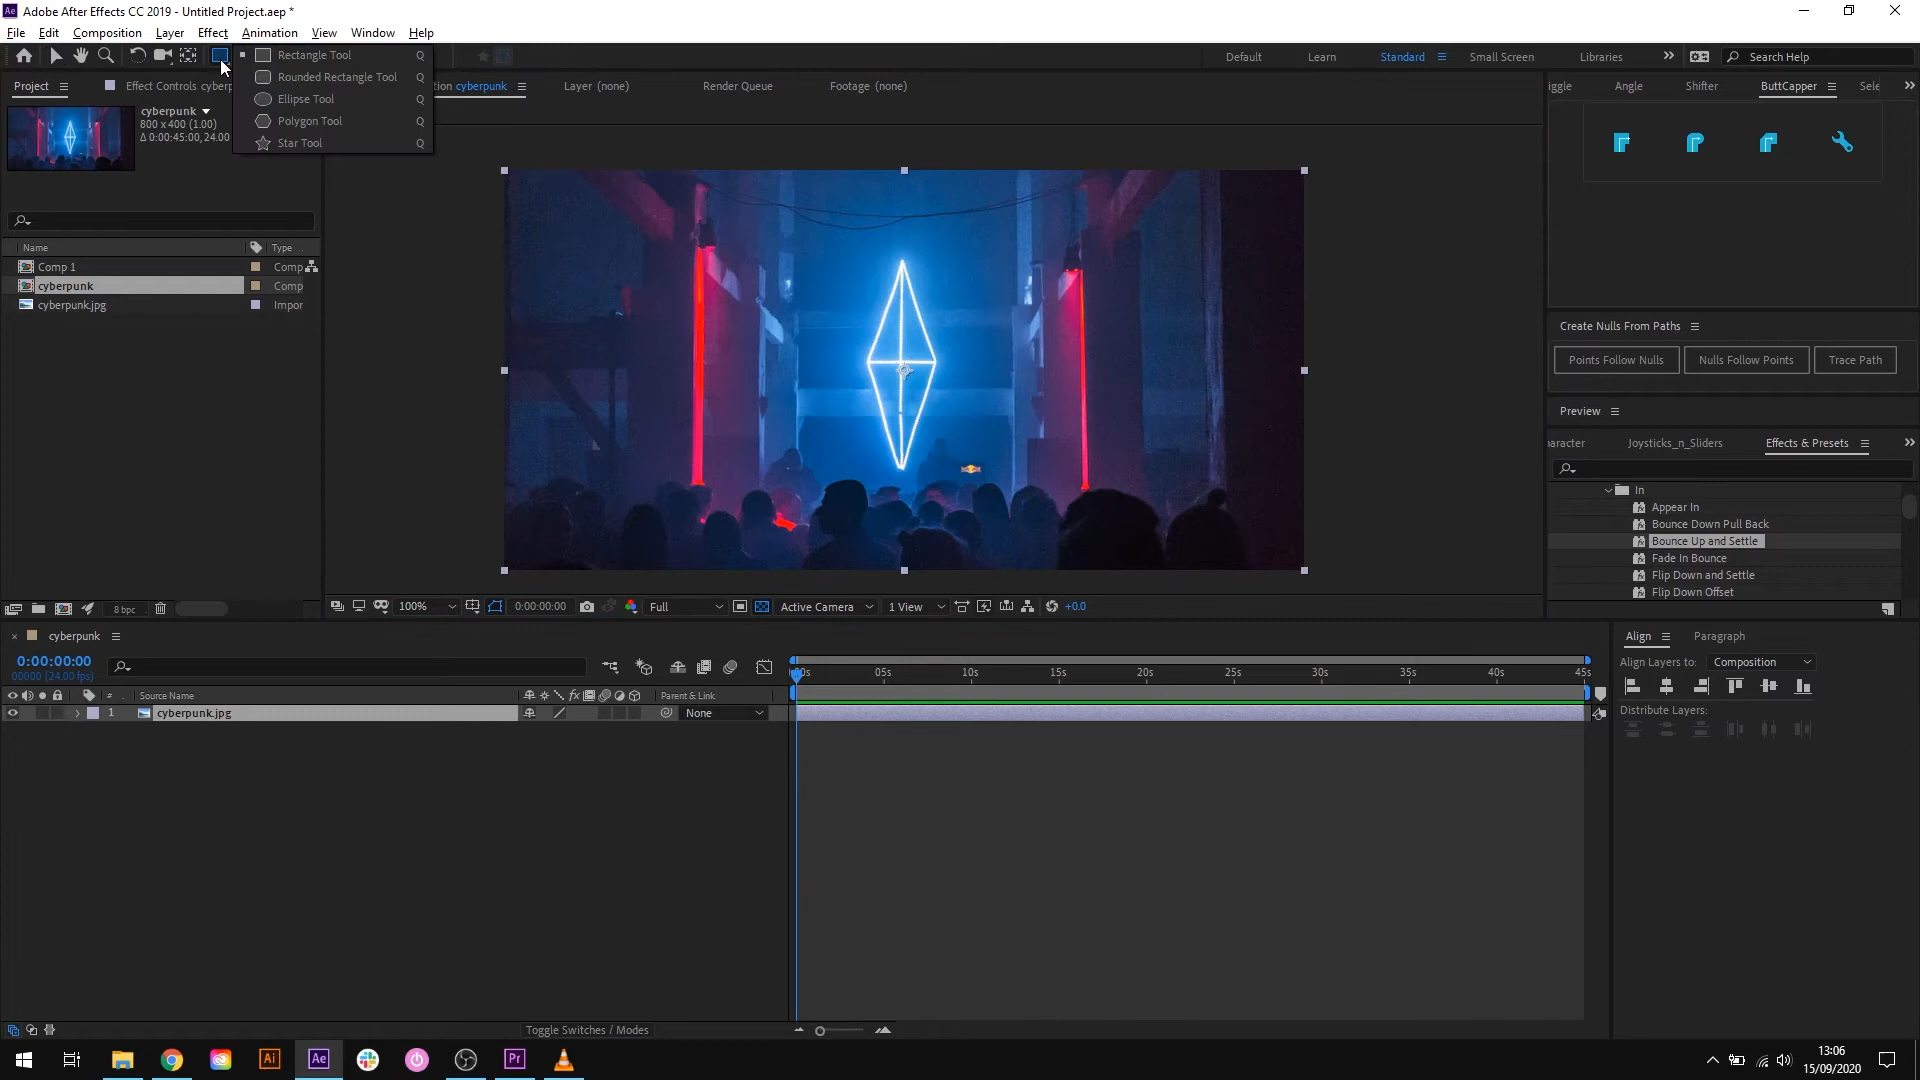 Adobe After Effects CC 2019 - Untitled Project.aep *
File Edit Composition Layer Effect Animation View Window Help
Rectangle Tool Q
Rounded Rectangle Tool Q
Ellipse Tool Q
Polygon Tool Q
Star Tool Q
Default Learn Standard Small Screen Libraries Search Help
Project Effect Controls cyberp
tion cyberpunk Layer (none) Render Queue Footage (none)
iggle Angle Shifter ButtCapper Sele
cyberpunk
800 x 400 (1.00)
Δ 0:00:45:00, 24.00
Name Type
Comp 1 Comp
cyberpunk Comp
cyberpunk.jpg Impor
8 bpc
100% 0:00:00:00 Full Active Camera 1 View +0.0
Create Nulls From Paths
Points Follow Nulls Nulls Follow Points Trace Path
Preview
aracter Joysticks_n_Sliders Effects & Presets
In
Appear In
Bounce Down Pull Back
Bounce Up and Settle
Fade In Bounce
Flip Down and Settle
Flip Down Offset
cyberpunk
0:00:00:00
00000 (24.00 fps)
# Source Name fx Parent & Link
1 cyberpunk.jpg None
00s 05s 10s 15s 20s 25s 30s 35s 40s 45s
Align Paragraph
Align Layers to: Composition
Distribute Layers:
Toggle Switches / Modes
Ai Ae Pr
13:06
15/09/2020